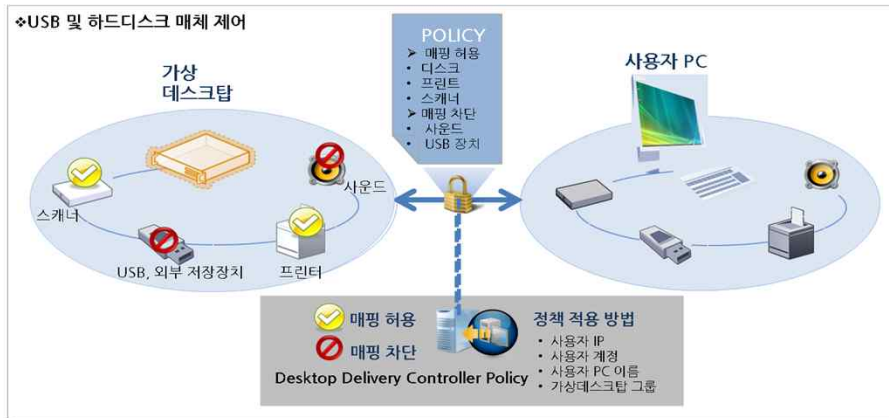 ❖USB 및 하드디스크 매체 제어
POLICY
➢ 매핑 허용
• 디스크
• 프린트
• 스캐너
➢ 매핑 차단
• 사운드
• USB 장치
가상
데스크탑
사용자 PC
사운드
스캐너
USB, 외부 저장장치
프린터
매핑 허용
매핑 차단
Desktop Delivery Controller Policy
정책 적용 방법
• 사용자 IP
• 사용자 계정
• 사용자 PC 이름
• 가상데스크탑 그룹